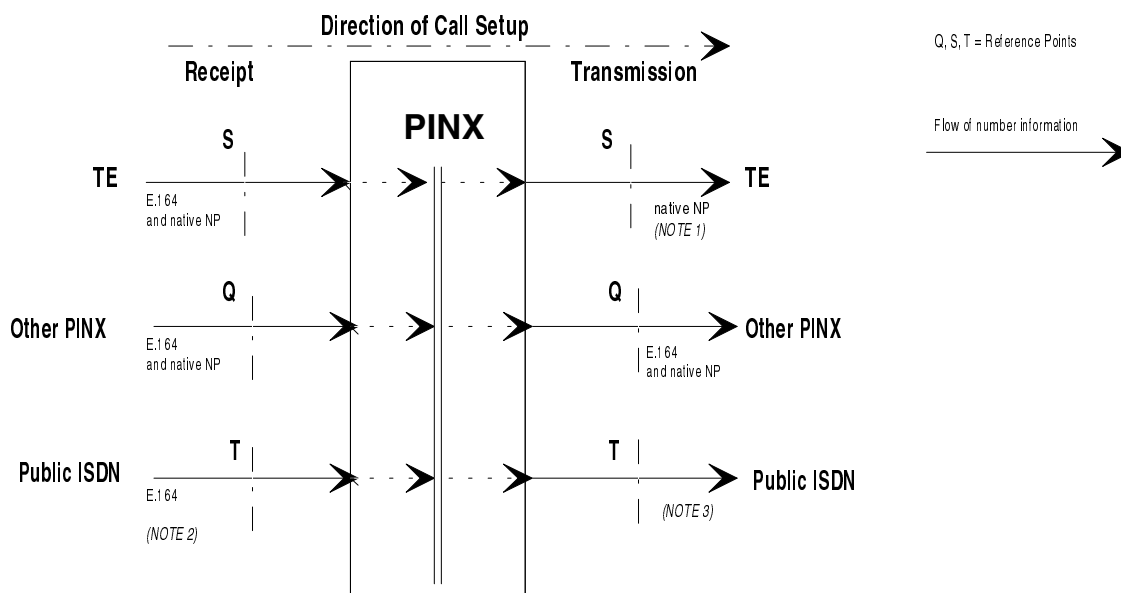 Direction of Call Setup
Q, S, T = Reference Points
Receipt
Transmission
PINX
Flow of number information
S
S
TE
TE
E.164
and native NP
native NP
(NOTE 1)
Q
Q
Other PINX
Other PINX
E.164
and native NP
E.164
and native NP
T
T
Public ISDN
Public ISDN
E.164
(NOTE 2)
(NOTE 3)